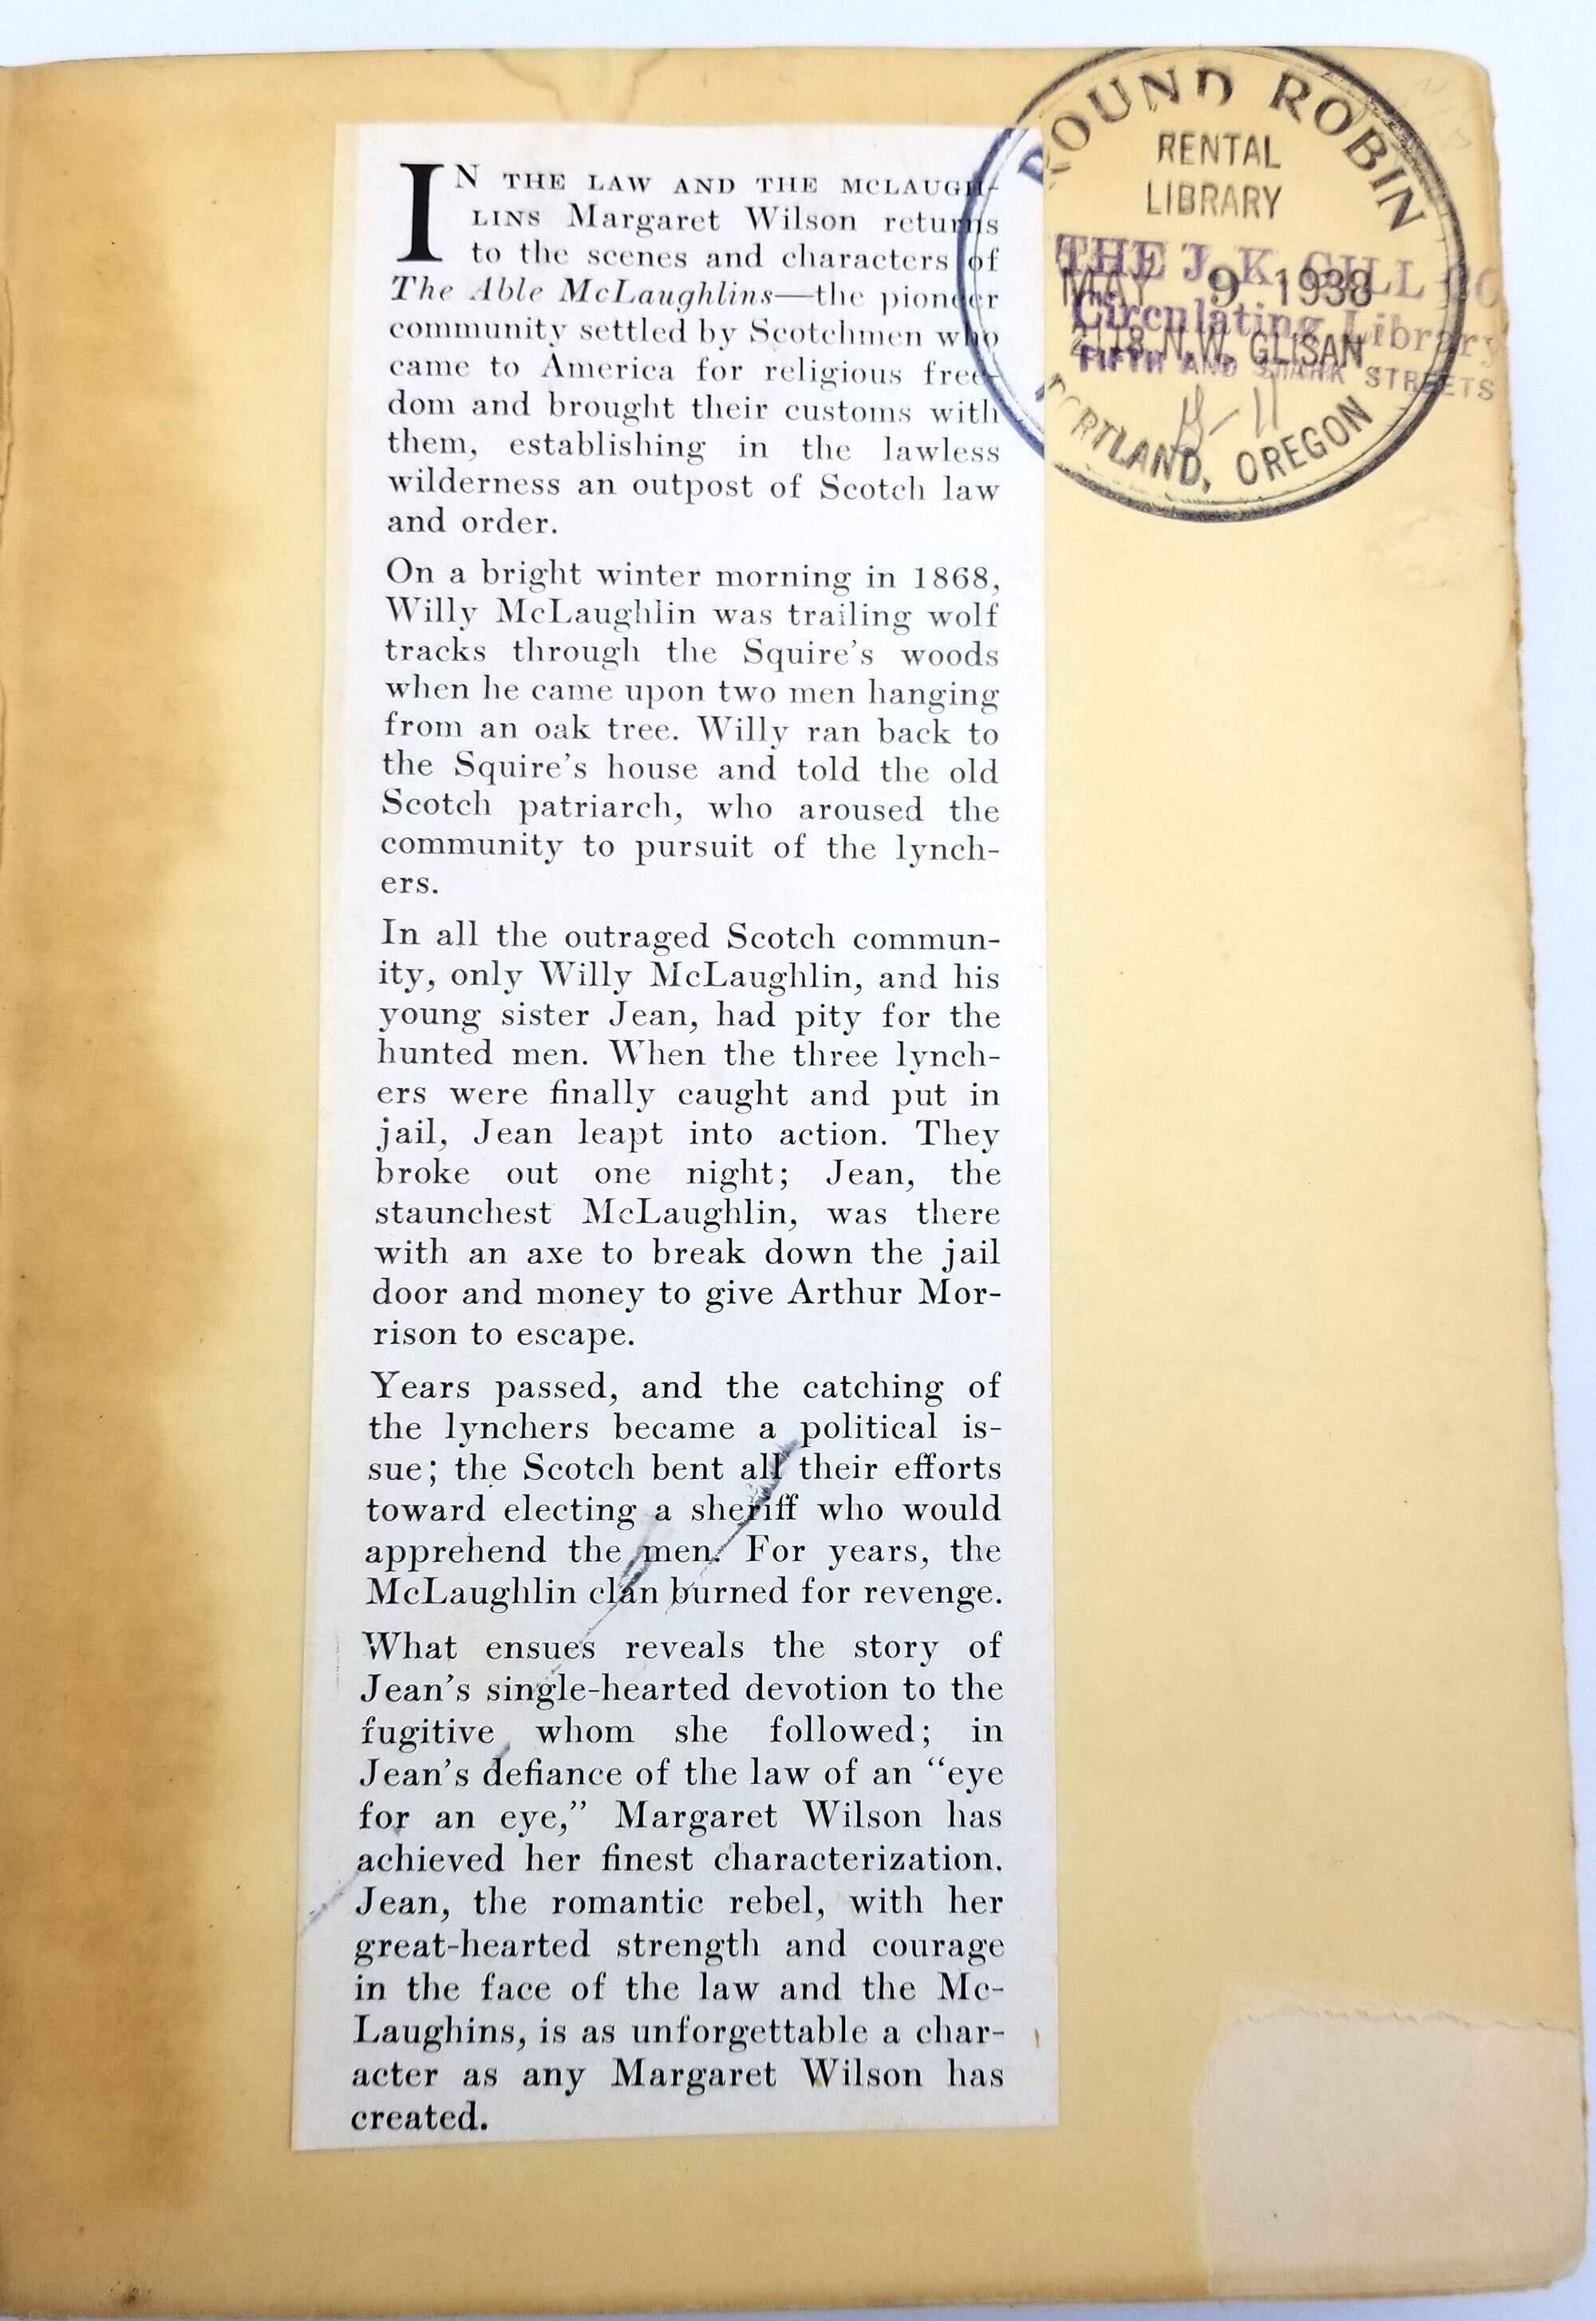 IN THE LAW AND THE MCLAUGH-
LINS Margaret Wilson returns
to the scenes and characters of
The Able McLaughlins—the pioneer
community settled by Scotchmen who
came to America for religious free-
dom and brought their customs with
them, establishing in the lawless
wilderness an outpost of Scotch law
and order.
On a bright winter morning in 1868,
Willy McLaughlin was trailing wolf
tracks through the Squire's woods
when he came upon two men hanging
from an oak tree. Willy ran back to
the Squire's house and told the old
Scotch patriarch, who aroused the
community to pursuit of the lynch-
ers.
In all the outraged Scotch commun-
ity, only Willy McLaughlin, and his
young sister Jean, had pity for the
hunted men. When the three lynch-
ers were finally caught and put in
jail, Jean leapt into action. They
broke out one night; Jean, the
staunchest McLaughlin, was there
with an axe to break down the jail
door and money to give Arthur Mor-
rison to escape.
Years passed, and the catching of
the lynchers became a political is-
sue; the Scotch bent all their efforts
toward electing a sheriff who would
apprehend the men. For years, the
McLaughlin clan burned for revenge.
What ensues reveals the story of
Jean's single-hearted devotion to the
fugitive whom she followed; in
Jean's defiance of the law of an “eye
for an eye,” Margaret Wilson has
achieved her finest characterization.
Jean, the romantic rebel, with her
great-hearted strength and courage
in the face of the law and the Mc-
Laughins, is as unforgettable a char-
acter as any Margaret Wilson has
created.
ROUND ROBIN
RENTAL
LIBRARY
MAY 9 1938
N.W. GLISAN
PORTLAND, OREGON
THE J. K. GILL CO
Circulating Library
FIFTH AND STARK STREETS